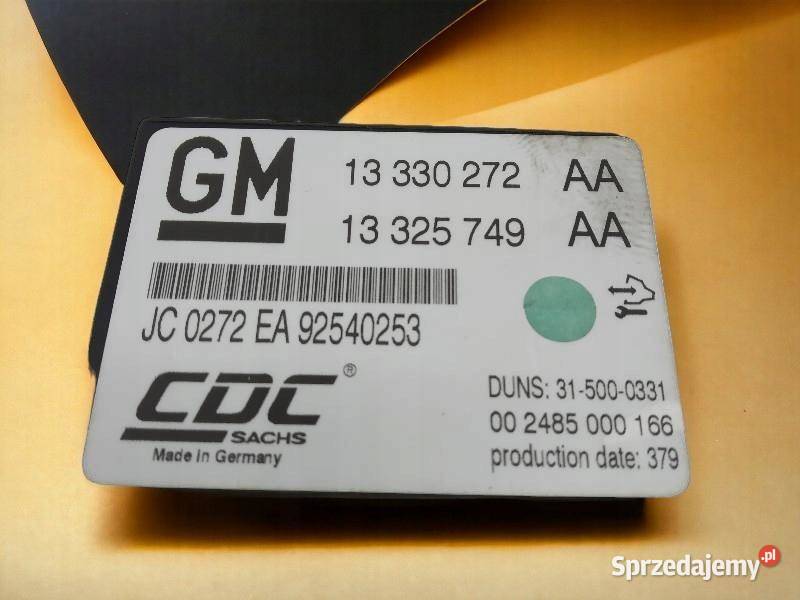 GM
13 330 272 AA
13 325 749 AA
JC 0272 EA 92540253
CDC®
SACHS
Made in Germany
DUNS: 31-500-0331
00 2485 000 166
production date: 379
Sprzedajemy.pl